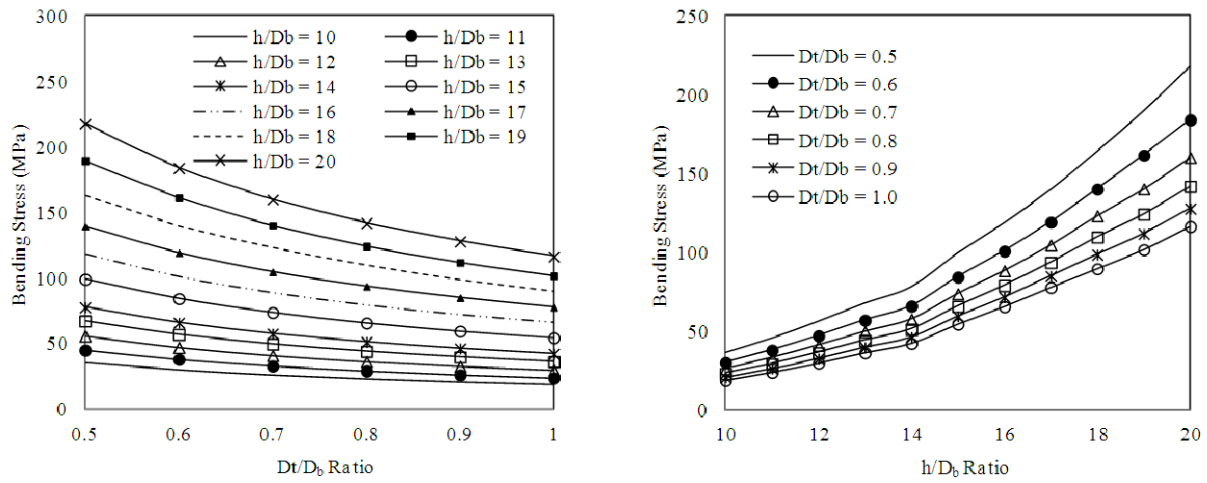 300
250
200
150
100
50
0
Bending Stress (MPa)
h/Db = 10
h/Db = 11
h/Db = 12
h/Db = 13
h/Db = 14
h/Db = 15
h/Db = 16
h/Db = 17
h/Db = 18
h/Db = 19
h/Db = 20
0.5 0.6 0.7 0.8 0.9 1
Dt/Db Ratio
250
200
150
100
50
0
Bending Stress (MPa)
Dt/Db = 0.5
Dt/Db = 0.6
Dt/Db = 0.7
Dt/Db = 0.8
Dt/Db = 0.9
Dt/Db = 1.0
10 12 14 16 18 20
h/Db Ratio